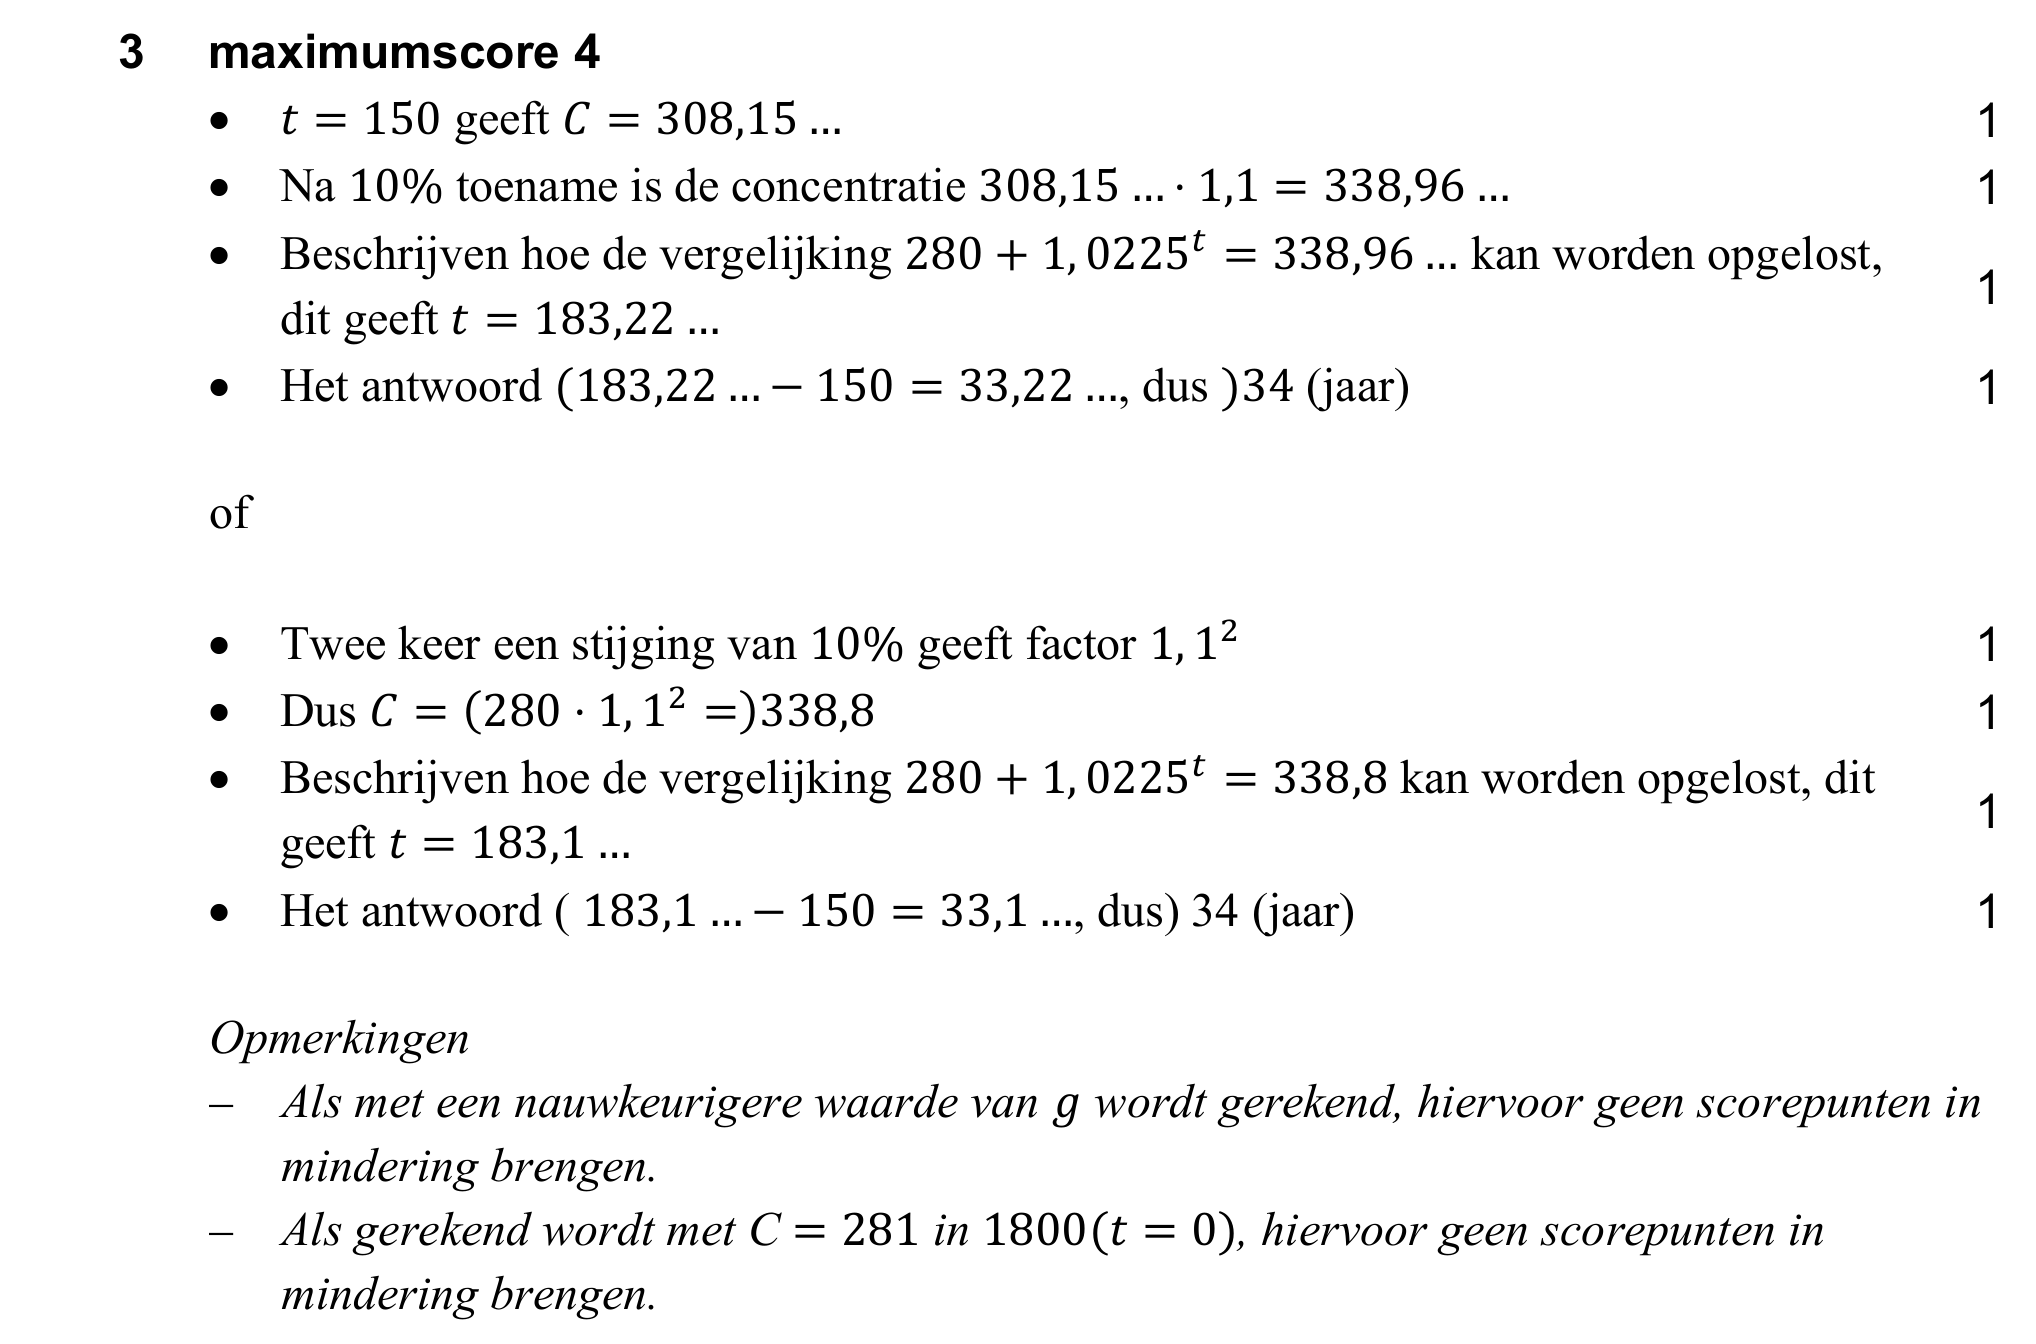 3 maximumscore 4
• t = 150 geeft C = 308,15 ... 1
• Na 10% toename is de concentratie 308,15 ... · 1,1 = 338,96 ... 1
• Beschrijven hoe de vergelijking 280 + 1,0225ᵗ = 338,96 ... kan worden opgelost,
dit geeft t = 183,22 ... 1
• Het antwoord (183,22 ... − 150 = 33,22 ..., dus )34 (jaar) 1
of
• Twee keer een stijging van 10% geeft factor 1,1² 1
• Dus C = (280 · 1,1² =)338,8 1
• Beschrijven hoe de vergelijking 280 + 1,0225ᵗ = 338,8 kan worden opgelost, dit
geeft t = 183,1 ... 1
• Het antwoord ( 183,1 ... − 150 = 33,1 ..., dus) 34 (jaar) 1
Opmerkingen
– Als met een nauwkeurigere waarde van g wordt gerekend, hiervoor geen scorepunten in
mindering brengen.
– Als gerekend wordt met C = 281 in 1800(t = 0), hiervoor geen scorepunten in
mindering brengen.